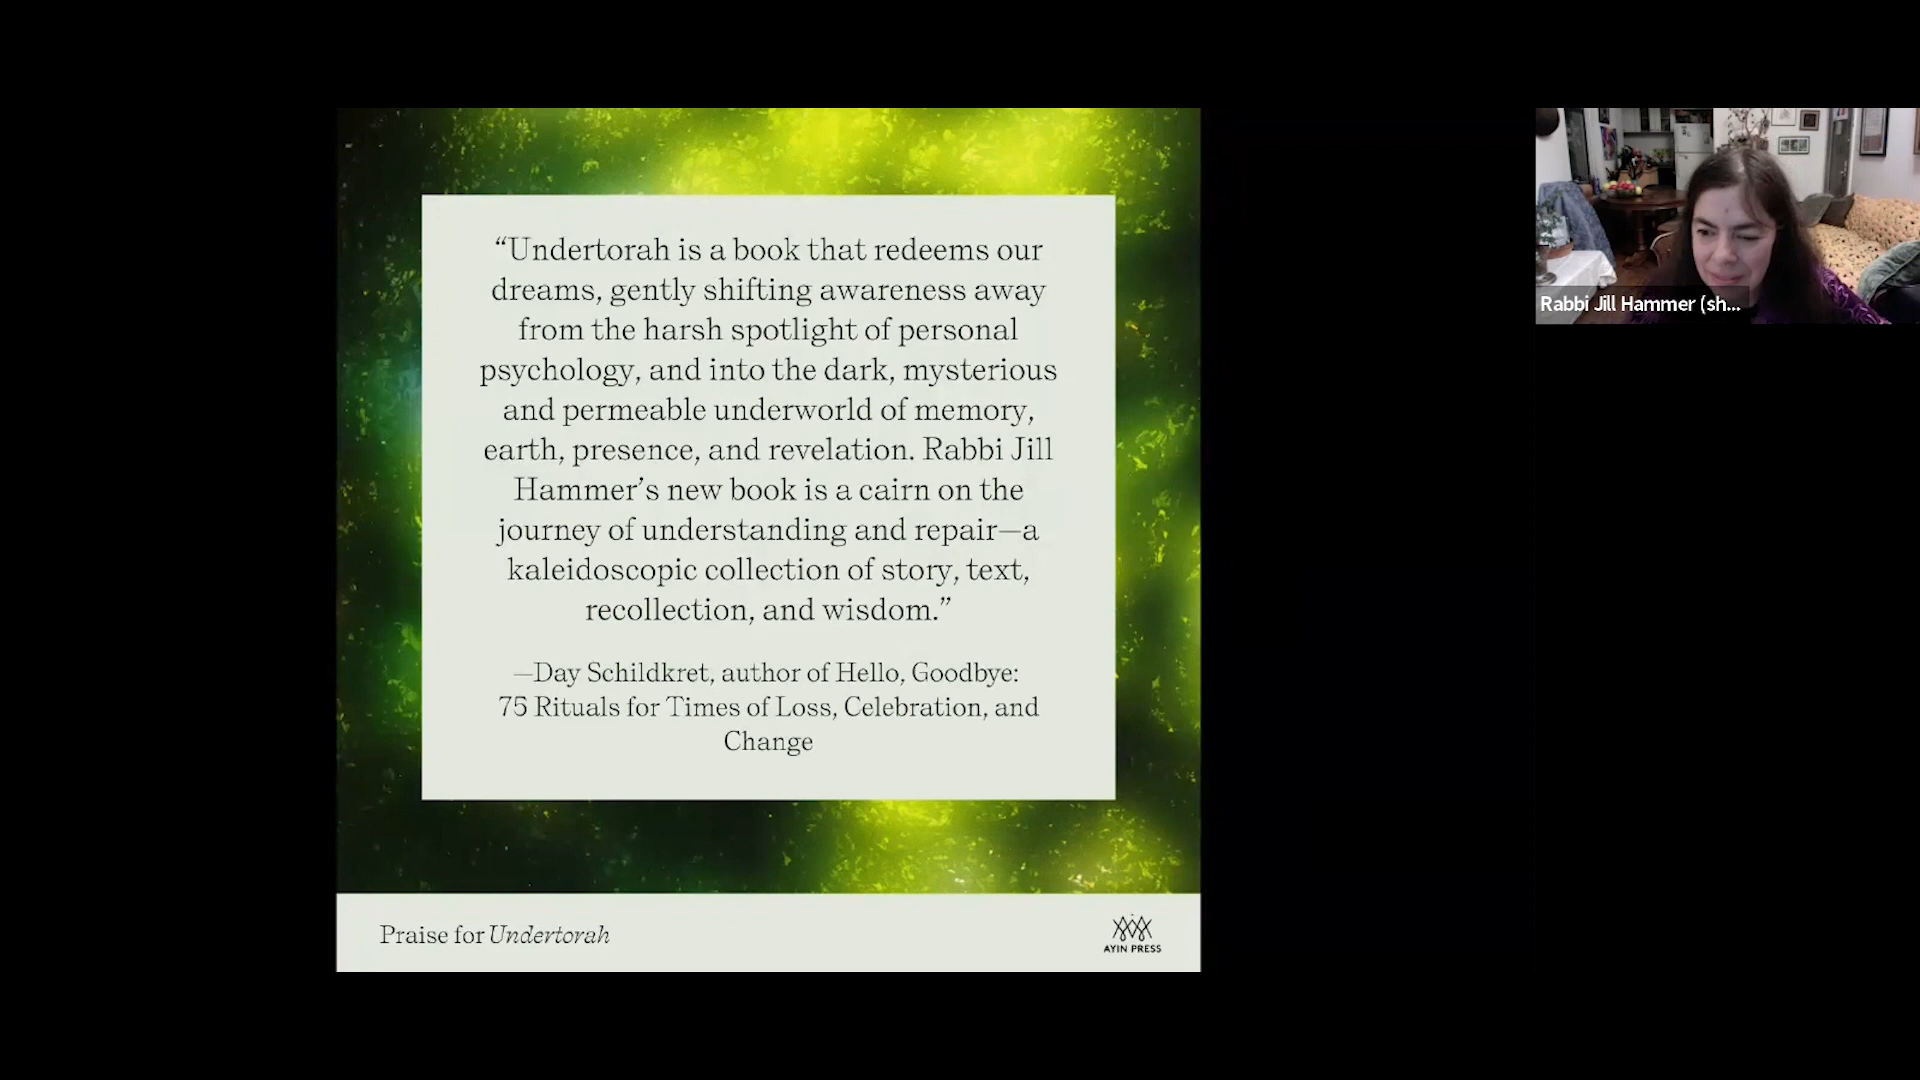 “Undertorah is a book that redeems our
dreams, gently shifting awareness away
from the harsh spotlight of personal
psychology, and into the dark, mysterious
and permeable underworld of memory,
earth, presence, and revelation. Rabbi Jill
Hammer’s new book is a cairn on the
journey of understanding and repair—a
kaleidoscopic collection of story, text,
recollection, and wisdom.”
—Day Schildkret, author of Hello, Goodbye:
75 Rituals for Times of Loss, Celebration, and
Change
Praise for Undertorah
AYIN PRESS
Rabbi Jill Hammer (sh...